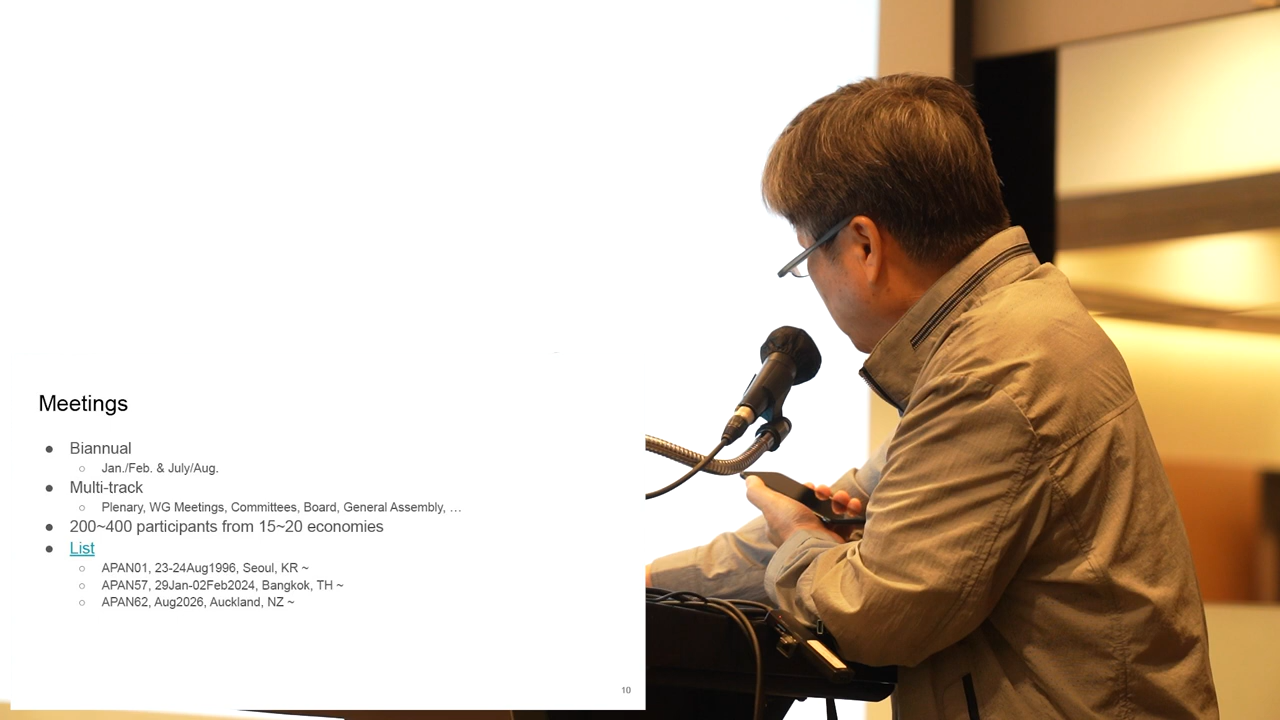 Meetings
● Biannual
○ Jan./Feb. & July/Aug.
● Multi-track
○ Plenary, WG Meetings, Committees, Board, General Assembly, …
● 200~400 participants from 15~20 economies
● List
○ APAN01, 23-24Aug1996, Seoul, KR ~
○ APAN57, 29Jan-02Feb2024, Bangkok, TH ~
○ APAN62, Aug2026, Auckland, NZ ~
10